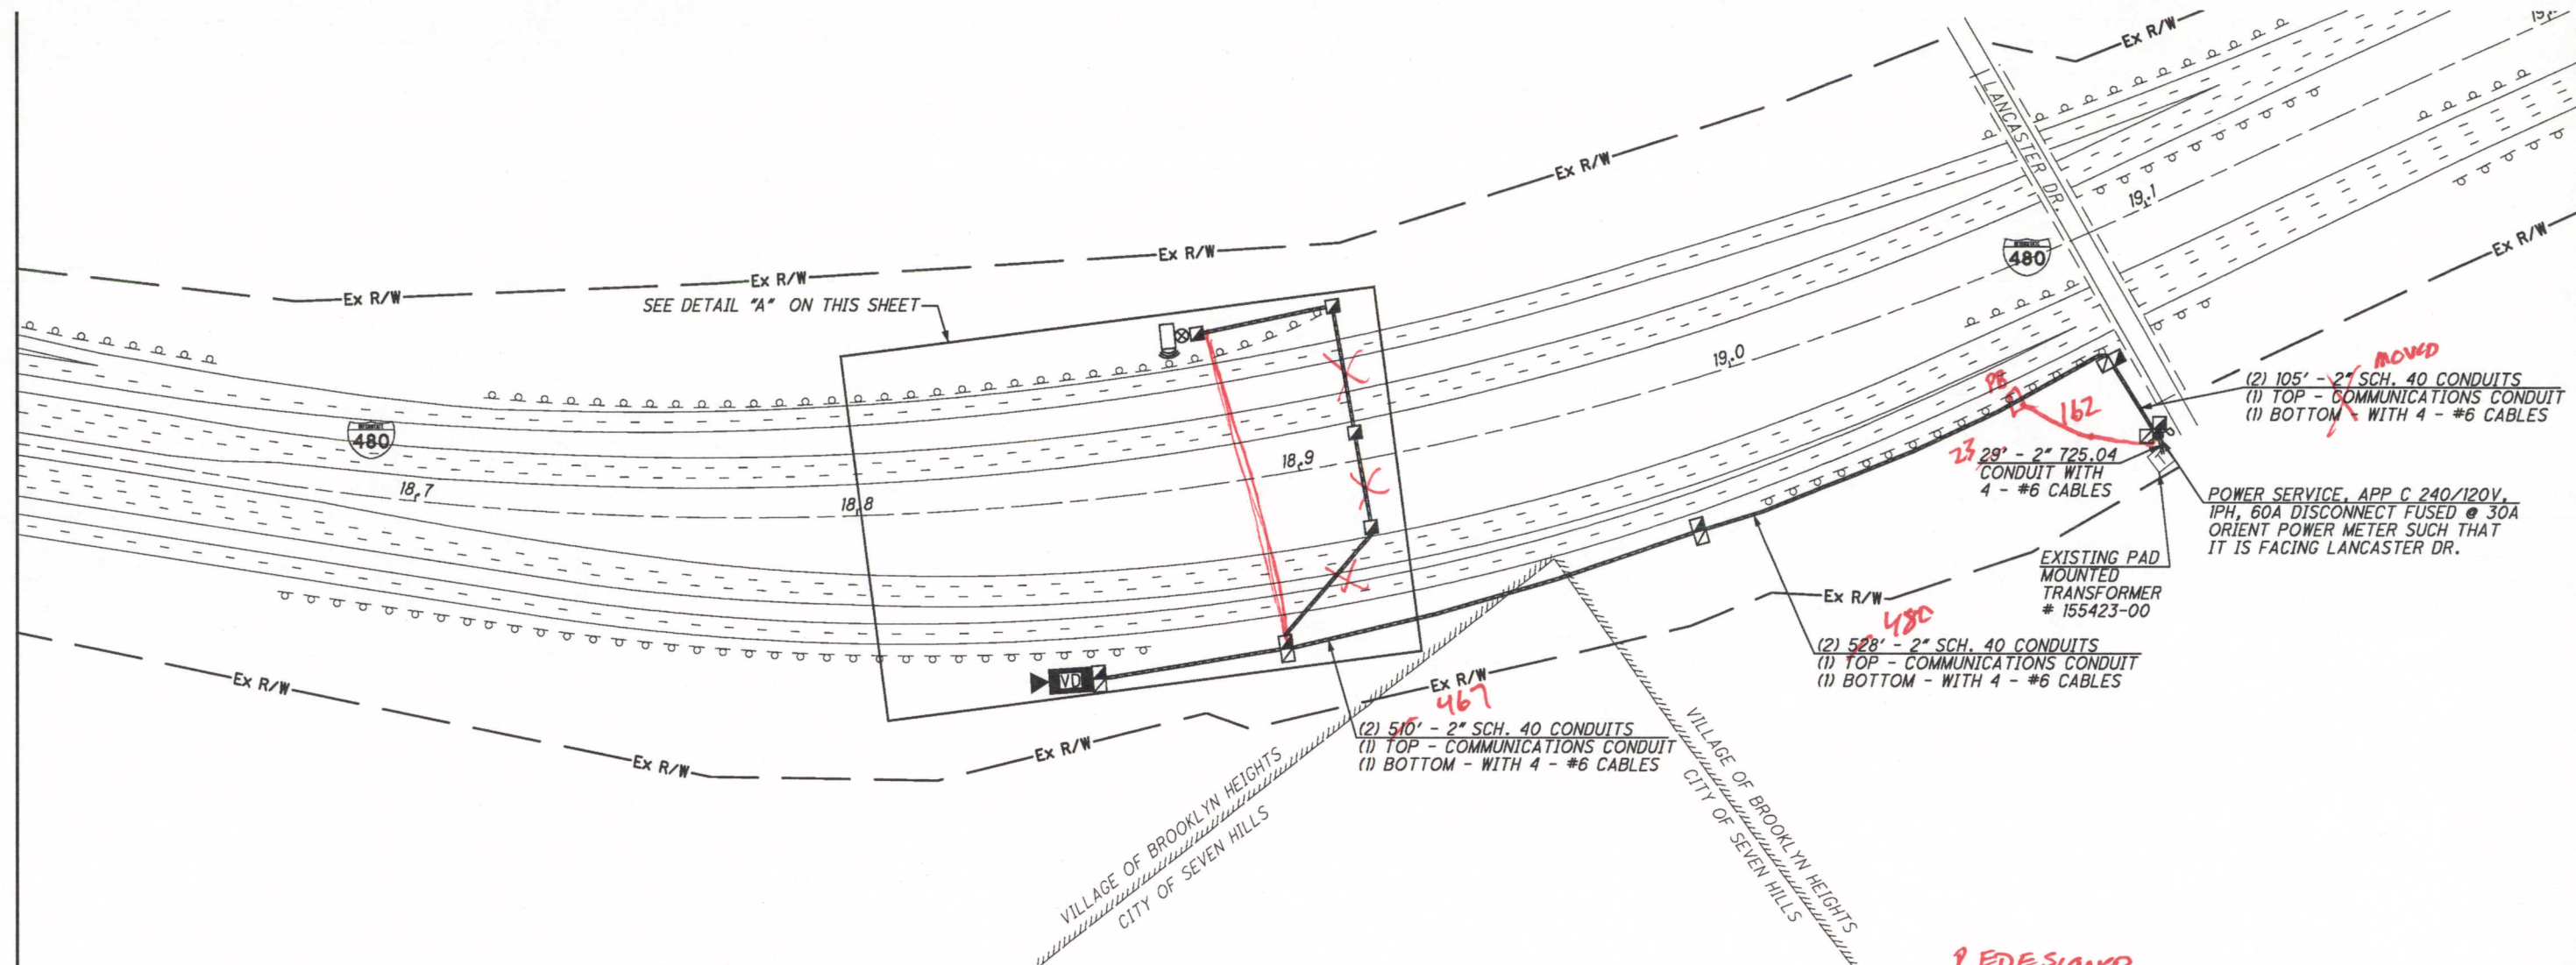 Ex R/W
Ex R/W
Ex R/W
Ex R/W
Ex R/W
SEE DETAIL "A" ON THIS SHEET
LANCASTER DR.
INTERSTATE
480
INTERSTATE
480
18.7
18.8
18.9
19.0
19.1
Ex R/W
MOVED
(2) 105' - 2" SCH. 40 CONDUITS
(1) TOP - COMMUNICATIONS CONDUIT
(1) BOTTOM - WITH 4 - #6 CABLES
PB
162
23
29' - 2" 725.04
CONDUIT WITH
4 - #6 CABLES
T
POWER SERVICE, APP C 240/120V,
1PH, 60A DISCONNECT FUSED @ 30A
ORIENT POWER METER SUCH THAT
IT IS FACING LANCASTER DR.
EXISTING PAD
MOUNTED
TRANSFORMER
# 155423-00
Ex R/W
480
(2) 528' - 2" SCH. 40 CONDUITS
(1) TOP - COMMUNICATIONS CONDUIT
(1) BOTTOM - WITH 4 - #6 CABLES
VD
Ex R/W
Ex R/W
Ex R/W
Ex R/W
467
(2) 510' - 2" SCH. 40 CONDUITS
(1) TOP - COMMUNICATIONS CONDUIT
(1) BOTTOM - WITH 4 - #6 CABLES
VILLAGE OF BROOKLYN HEIGHTS
CITY OF SEVEN HILLS
VILLAGE OF BROOKLYN HEIGHTS
CITY OF SEVEN HILLS
REDESIGNED